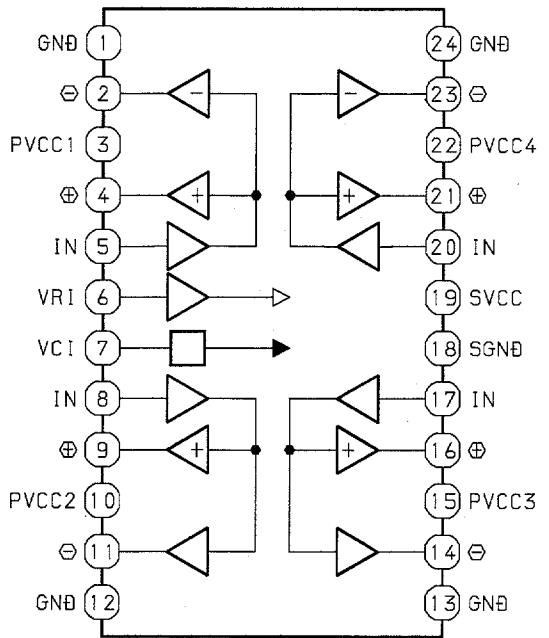 GND 1 24 GND
⊖ 2 - - 23 ⊖
PVCC1 3 22 PVCC4
⊕ 4 + + 21 ⊕
IN 5 20 IN
VRI 6 19 SVCC
VCI 7 18 SGND
IN 8 17 IN
⊕ 9 + + 16 ⊕
PVCC2 10 15 PVCC3
⊖ 11 14 ⊖
GND 12 13 GND